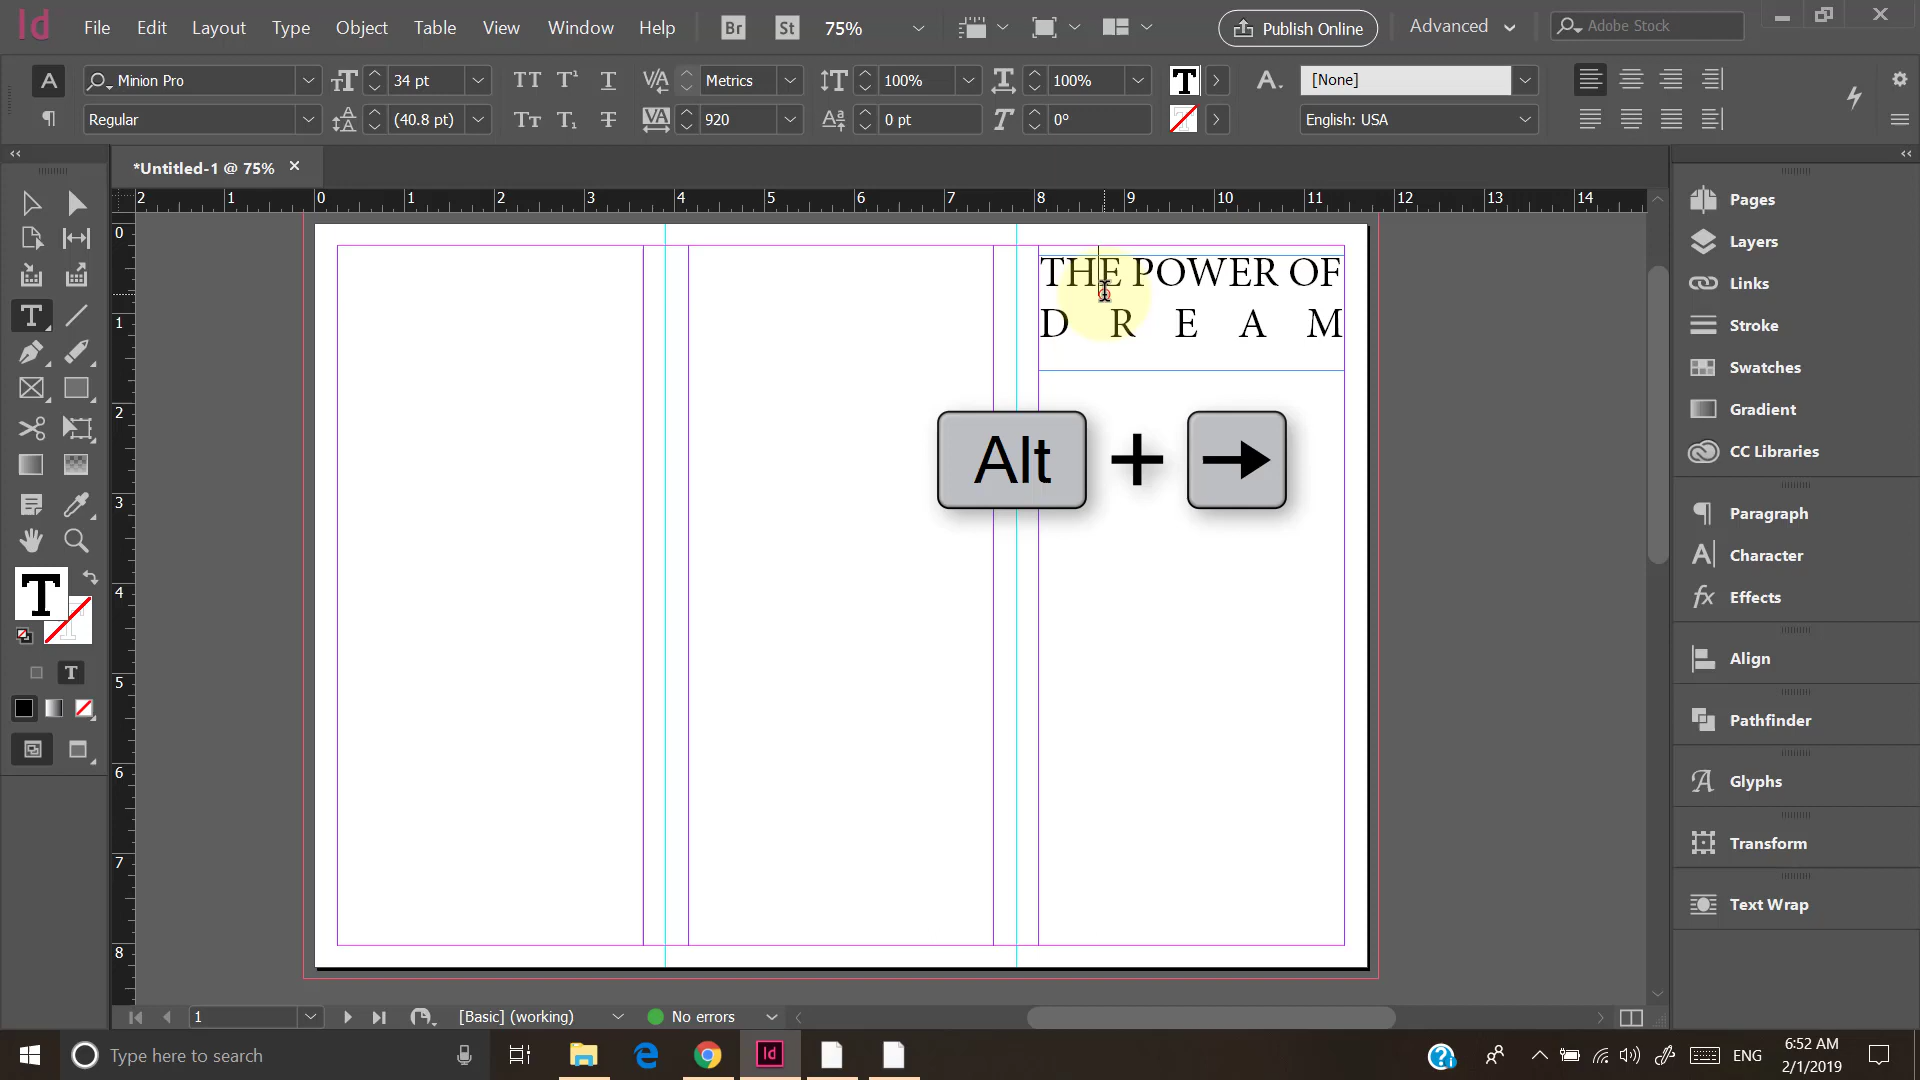 Id File Edit Layout Type Object Table View Window Help Br St 75% Publish Online Advanced Adobe Stock
A Minion Pro 34 pt Metrics 100% 100% [None]
Regular (40.8 pt) 920 0 pt 0° English: USA
*Untitled-1 @ 75%
2 1 0 1 2 3 4 5 6 7 8 9 10 11 12 13 14
0
1
2
3
4
5
6
7
8
THE POWER OF
D R E A M
Alt + →
Pages
Layers
Links
Stroke
Swatches
Gradient
CC Libraries
Paragraph
Character
Effects
Align
Pathfinder
Glyphs
Transform
Text Wrap
1 [Basic] (working) No errors
Type here to search Id ENG 6:52 AM
2/1/2019